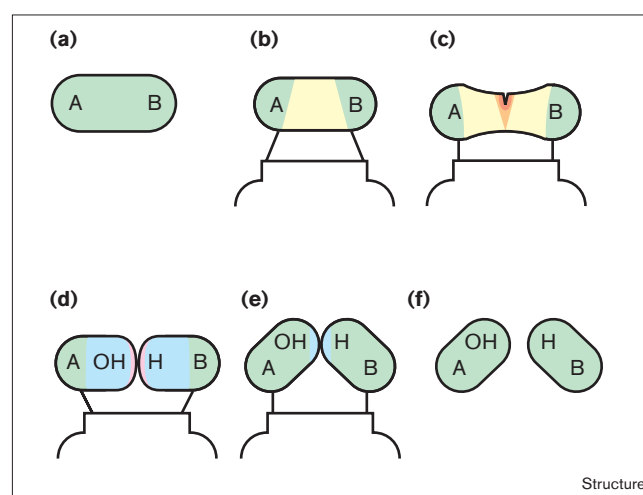 (a) (b) (c)
A B A B A B
(d) (e) (f)
A OH H B OH H OH H
A B A B
Structure